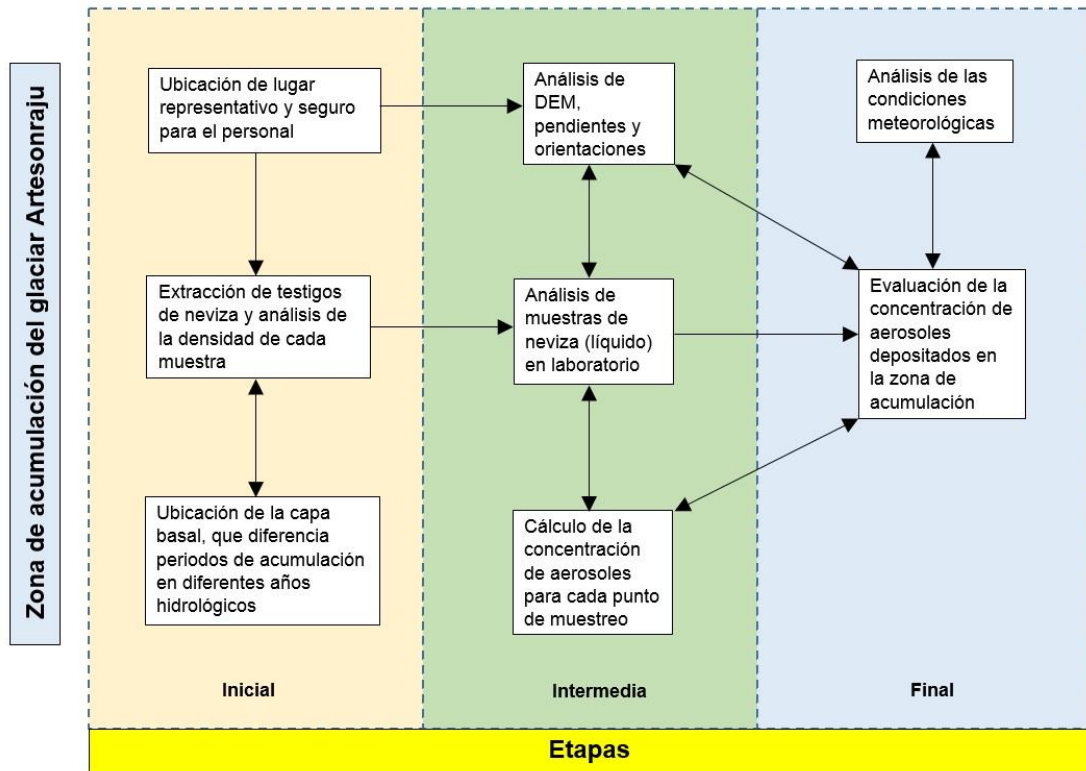 Zona de acumulación del glaciar Artesonraju
Ubicación de lugar
representativo y seguro
para el personal
Extracción de testigos
de neviza y análisis de
la densidad de cada
muestra
Ubicación de la capa
basal, que diferencia
periodos de acumulación
en diferentes años
hidrológicos
Inicial
Análisis de
DEM,
pendientes y
orientaciones
Análisis de
muestras de
neviza (líquido)
en laboratorio
Cálculo de la
concentración
de aerosoles
para cada punto
de muestreo
Intermedia
Análisis de las
condiciones
meteorológicas
Evaluación de la
concentración de
aerosoles
depositados en
la zona de
acumulación
Final
Etapas